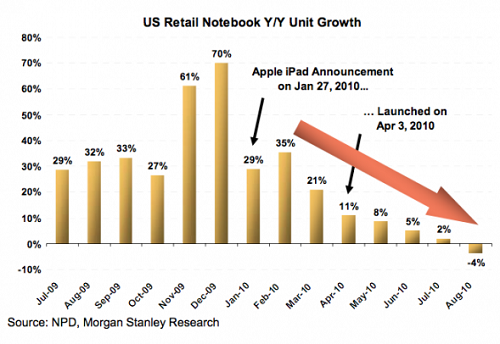 US Retail Notebook Y/Y Unit Growth
80%
70%
60%
50%
40%
30%
20%
10%
0%
-10%
29%
32%
33%
27%
61%
70%
29%
35%
21%
11%
8%
5%
2%
-4%
Apple iPad Announcement
on Jan 27, 2010...
... Launched on
Apr 3, 2010
Jul-09
Aug-09
Sep-09
Oct-09
Nov-09
Dec-09
Jan-10
Feb-10
Mar-10
Apr-10
May-10
Jun-10
Jul-10
Aug-10
Source: NPD, Morgan Stanley Research